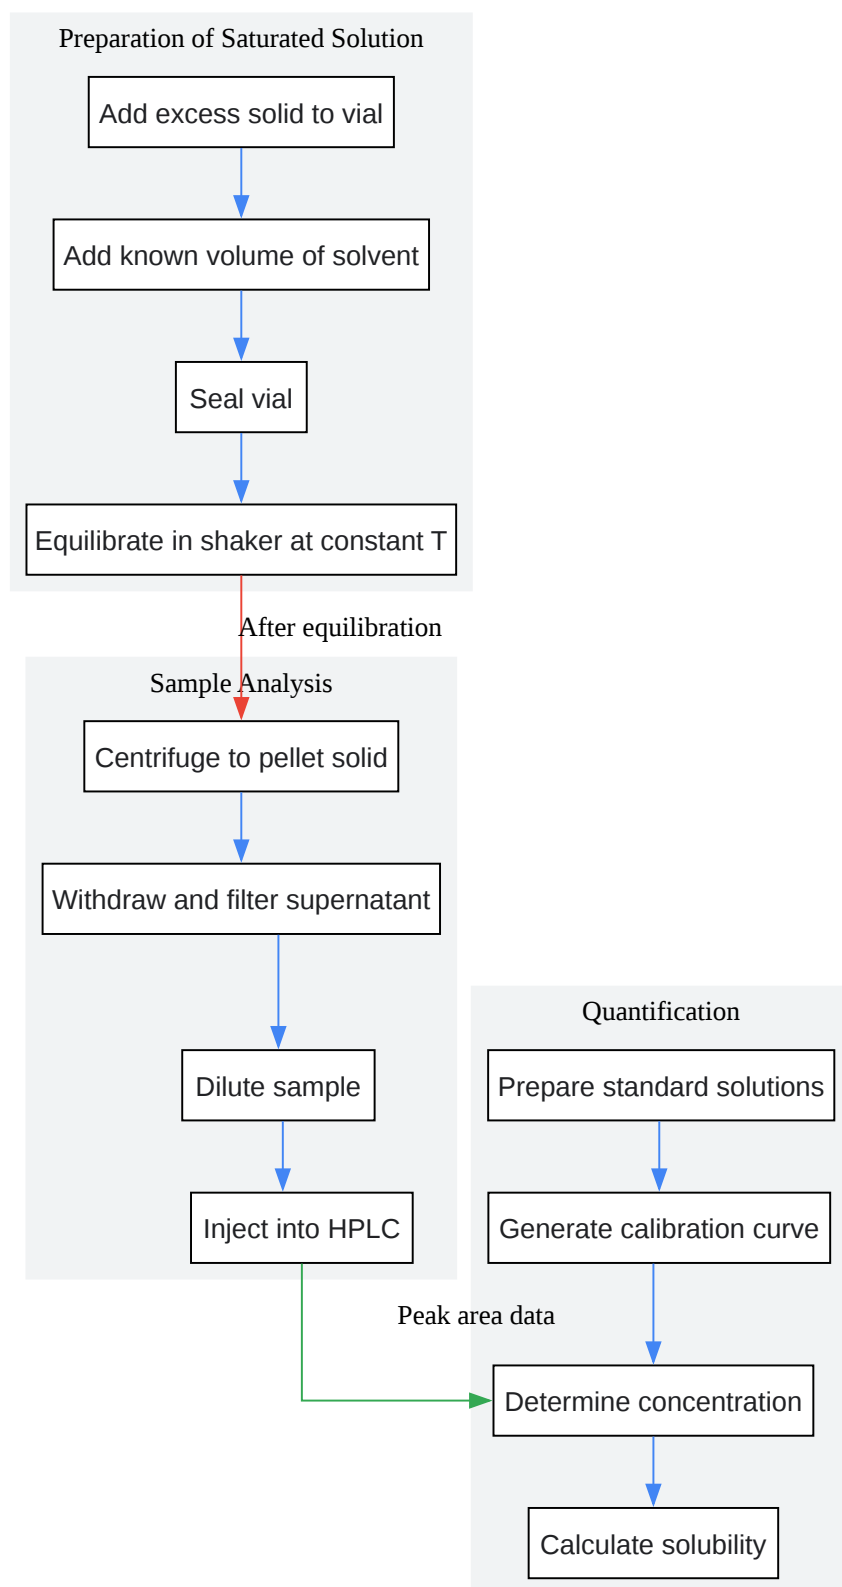 Preparation of Saturated Solution
Add excess solid to vial
Add known volume of solvent
Seal vial
Equilibrate in shaker at constant T
After equilibration
Sample Analysis
Centrifuge to pellet solid
Withdraw and filter supernatant
Dilute sample
Inject into HPLC
Peak area data
Quantification
Prepare standard solutions
Generate calibration curve
Determine concentration
Calculate solubility